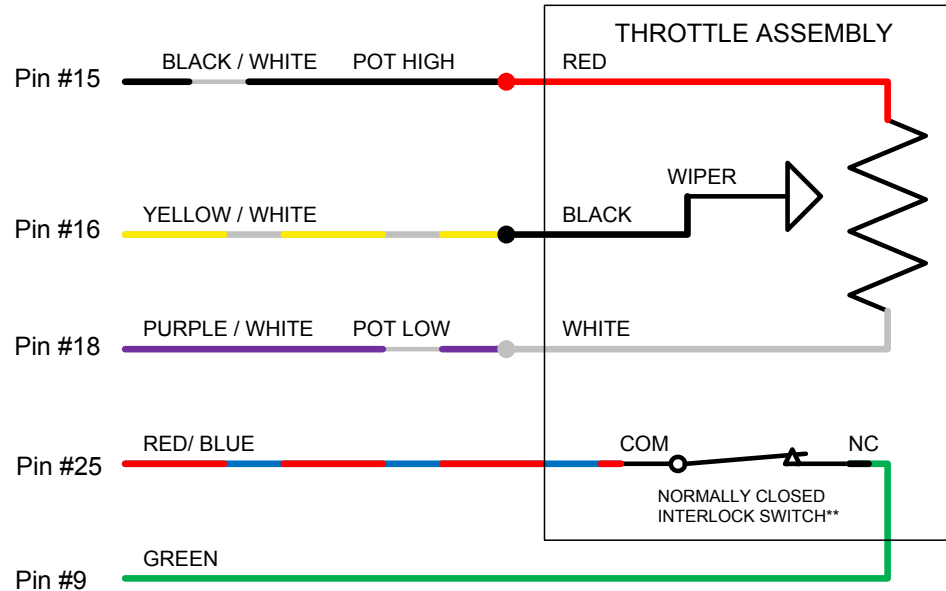 THROTTLE ASSEMBLY
Pin #15 BLACK / WHITE POT HIGH RED
WIPER
Pin #16 YELLOW / WHITE BLACK
Pin #18 PURPLE / WHITE POT LOW WHITE
Pin #25 RED/ BLUE COM NC
NORMALLY CLOSED
INTERLOCK SWITCH**
Pin #9 GREEN